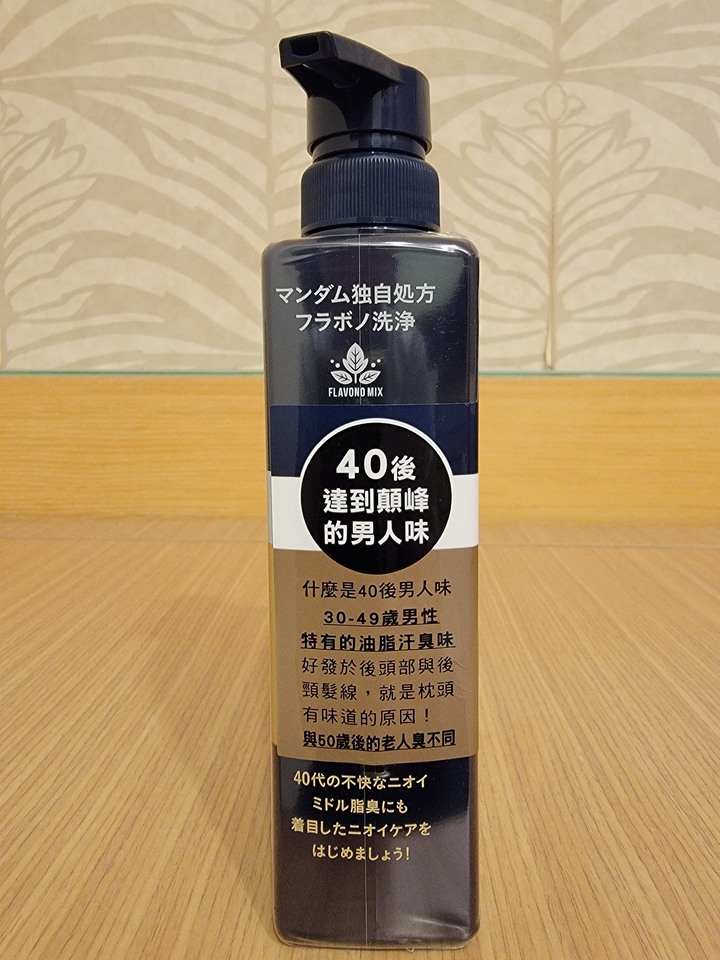 マンダム独自処方
フラボノ洗浄
FLAVONO MIX
40後
達到顛峰
的男人味
什麼是40後男人味
30-49歲男性
特有的油脂汗臭味
好發於後頭部與後
頸髮線，就是枕頭
有味道的原因！
與50歲後的老人臭不同
40代の不快なニオイ
ミドル脂臭にも
着目したニオイケアを
はじめましょう!